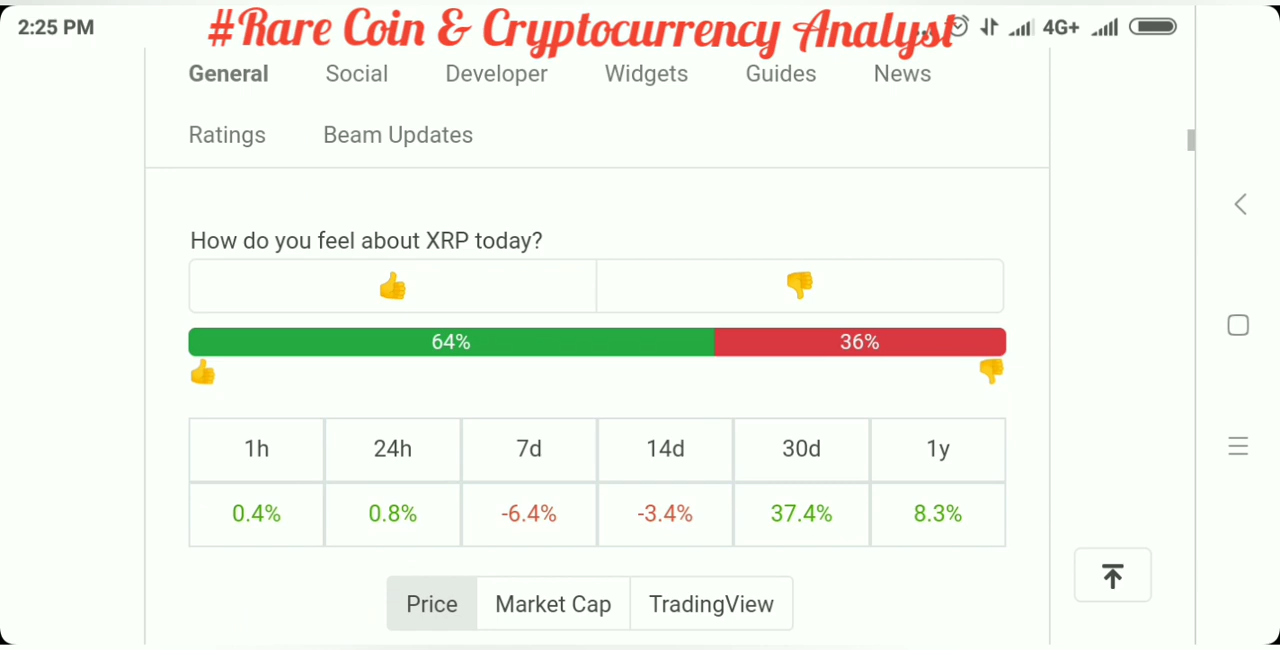 2:25 PM
#Rare Coin & Cryptocurrency Analyst
4G+
General Social Developer Widgets Guides News
Ratings Beam Updates
How do you feel about XRP today?
👍 👎
64% 36%
👍 👎
1h 24h 7d 14d 30d 1y
0.4% 0.8% -6.4% -3.4% 37.4% 8.3%
Price Market Cap TradingView